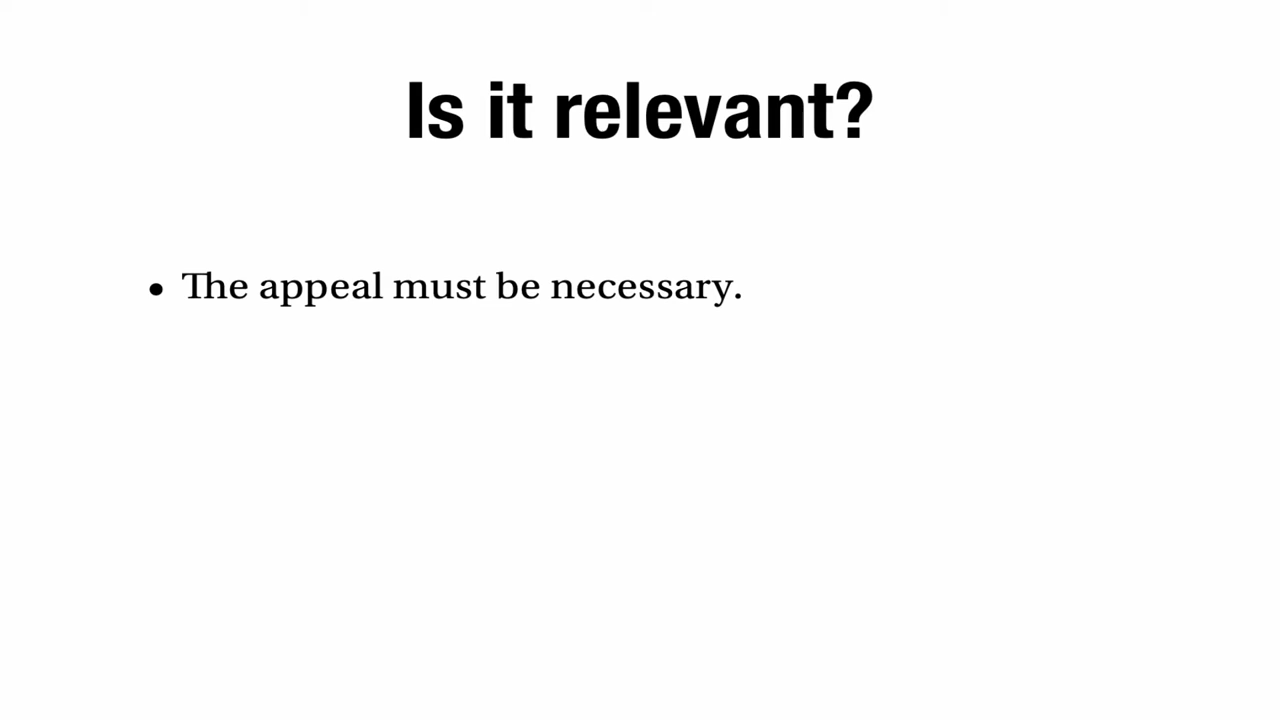 Is it relevant?
• The appeal must be necessary.